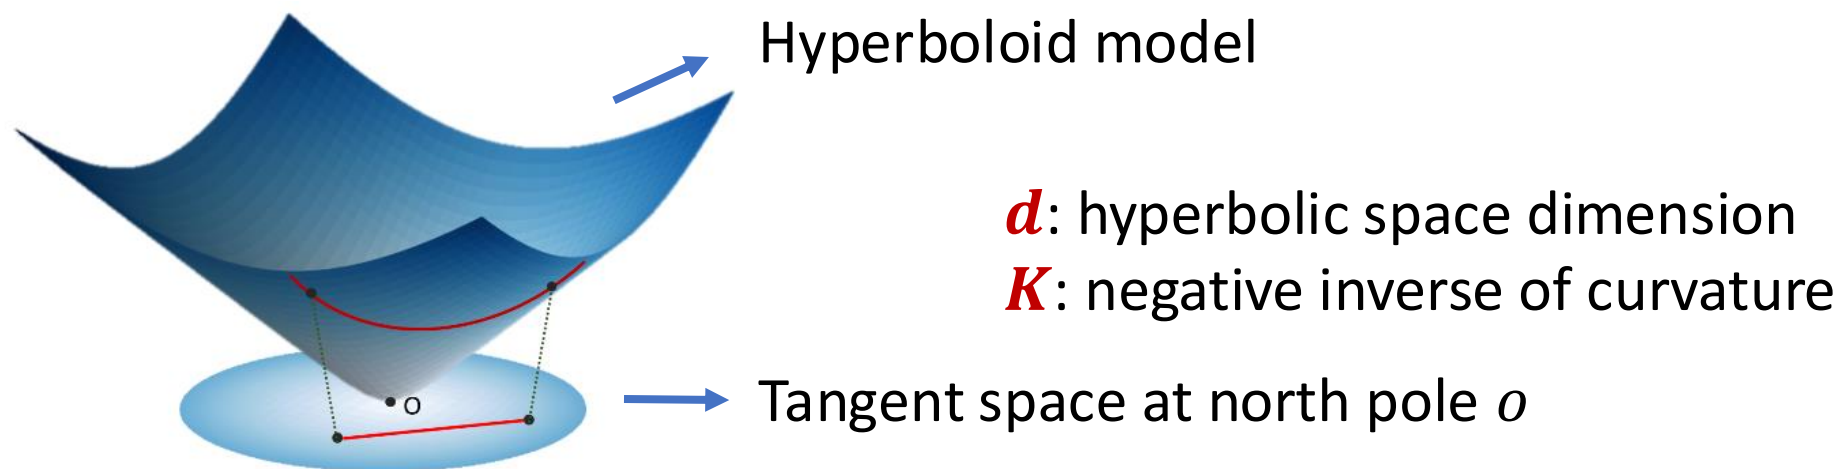 Hyperboloid model
d: hyperbolic space dimension
K: negative inverse of curvature
o
Tangent space at north pole o